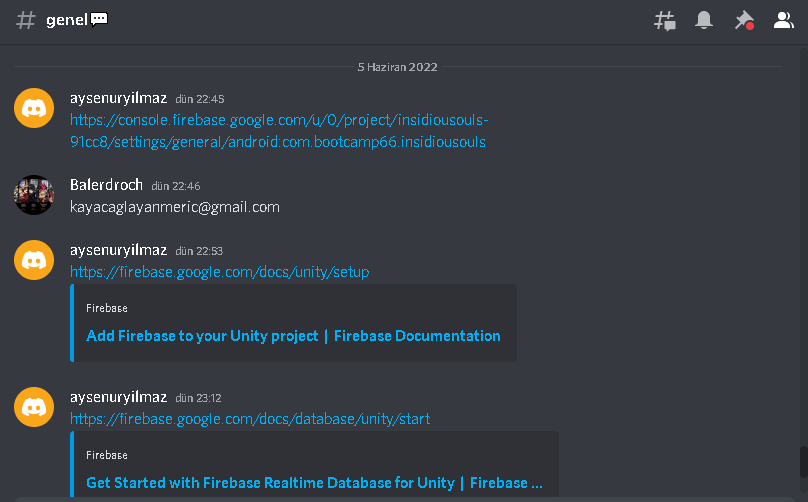 genel
5 Haziran 2022
aysenuryilmaz dün 22:45
https://console.firebase.google.com/u/0/project/insidiousouls-
91cc8/settings/general/android:com.bootcamp66.insidiousouls
Balerdroch dün 22:46
kayacaglayanmeric@gmail.com
aysenuryilmaz dün 22:53
https://firebase.google.com/docs/unity/setup
Firebase
Add Firebase to your Unity project | Firebase Documentation
aysenuryilmaz dün 23:12
https://firebase.google.com/docs/database/unity/start
Firebase
Get Started with Firebase Realtime Database for Unity | Firebase ...